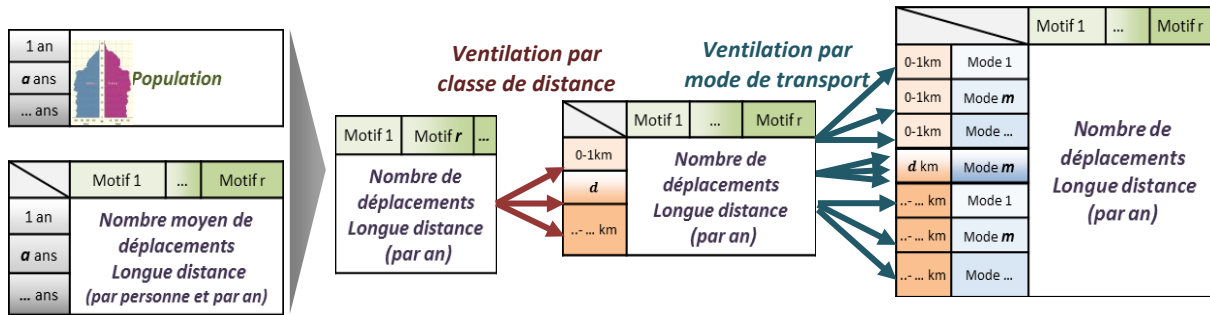 1 an
a ans
... ans
Population
Motif 1 ... Motif r
1 an
a ans
... ans
Nombre moyen de
déplacements
Longue distance
(par personne et par an)
Motif 1 Motif r ...
Nombre de
déplacements
Longue distance
(par an)
Ventilation par
classe de distance
Motif 1 ... Motif r
0-1km
d
..- ... km
Nombre de
déplacements
Longue distance
(par an)
Ventilation par
mode de transport
Motif 1 ... Motif r
0-1km Mode 1
0-1km Mode m
0-1km Mode ...
d km Mode m
..- ... km Mode 1
..- ... km Mode m
..- ... km Mode ...
Nombre de
déplacements
Longue distance
(par an)